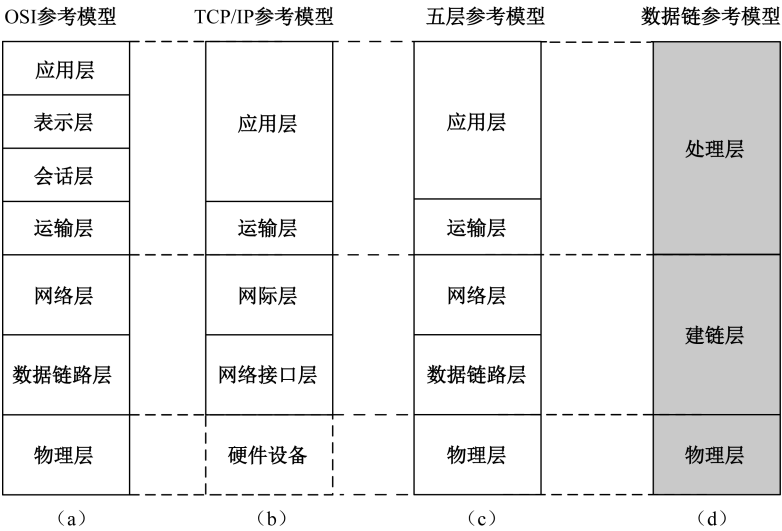 OSI参考模型 TCP/IP参考模型 五层参考模型 数据链参考模型
应用层
表示层
会话层
运输层
网络层
数据链路层
物理层
（a）
应用层
运输层
网际层
网络接口层
硬件设备
（b）
应用层
运输层
网络层
数据链路层
物理层
（c）
处理层
建链层
物理层
（d）